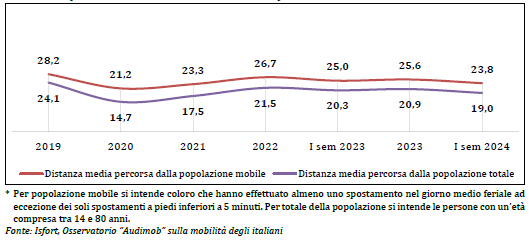 28,2 21,2 23,3 26,7 25,0 25,6 23,8
24,1 14,7 17,5 21,5 20,3 20,9 19,0
2019 2020 2021 2022 I sem 2023 2023 I sem 2024
Distanza media percorsa dalla popolazione mobile Distanza media percorsa dalla popolazione totale
* Per popolazione mobile si intende coloro che hanno effettuato almeno uno spostamento nel giorno medio feriale ad
eccezione dei soli spostamenti a piedi inferiori a 5 minuti. Per totale della popolazione si intende le persone con un'età
compresa tra 14 e 80 anni.
Fonte: Isfort, Osservatorio "Audimob" sulla mobilità degli italiani